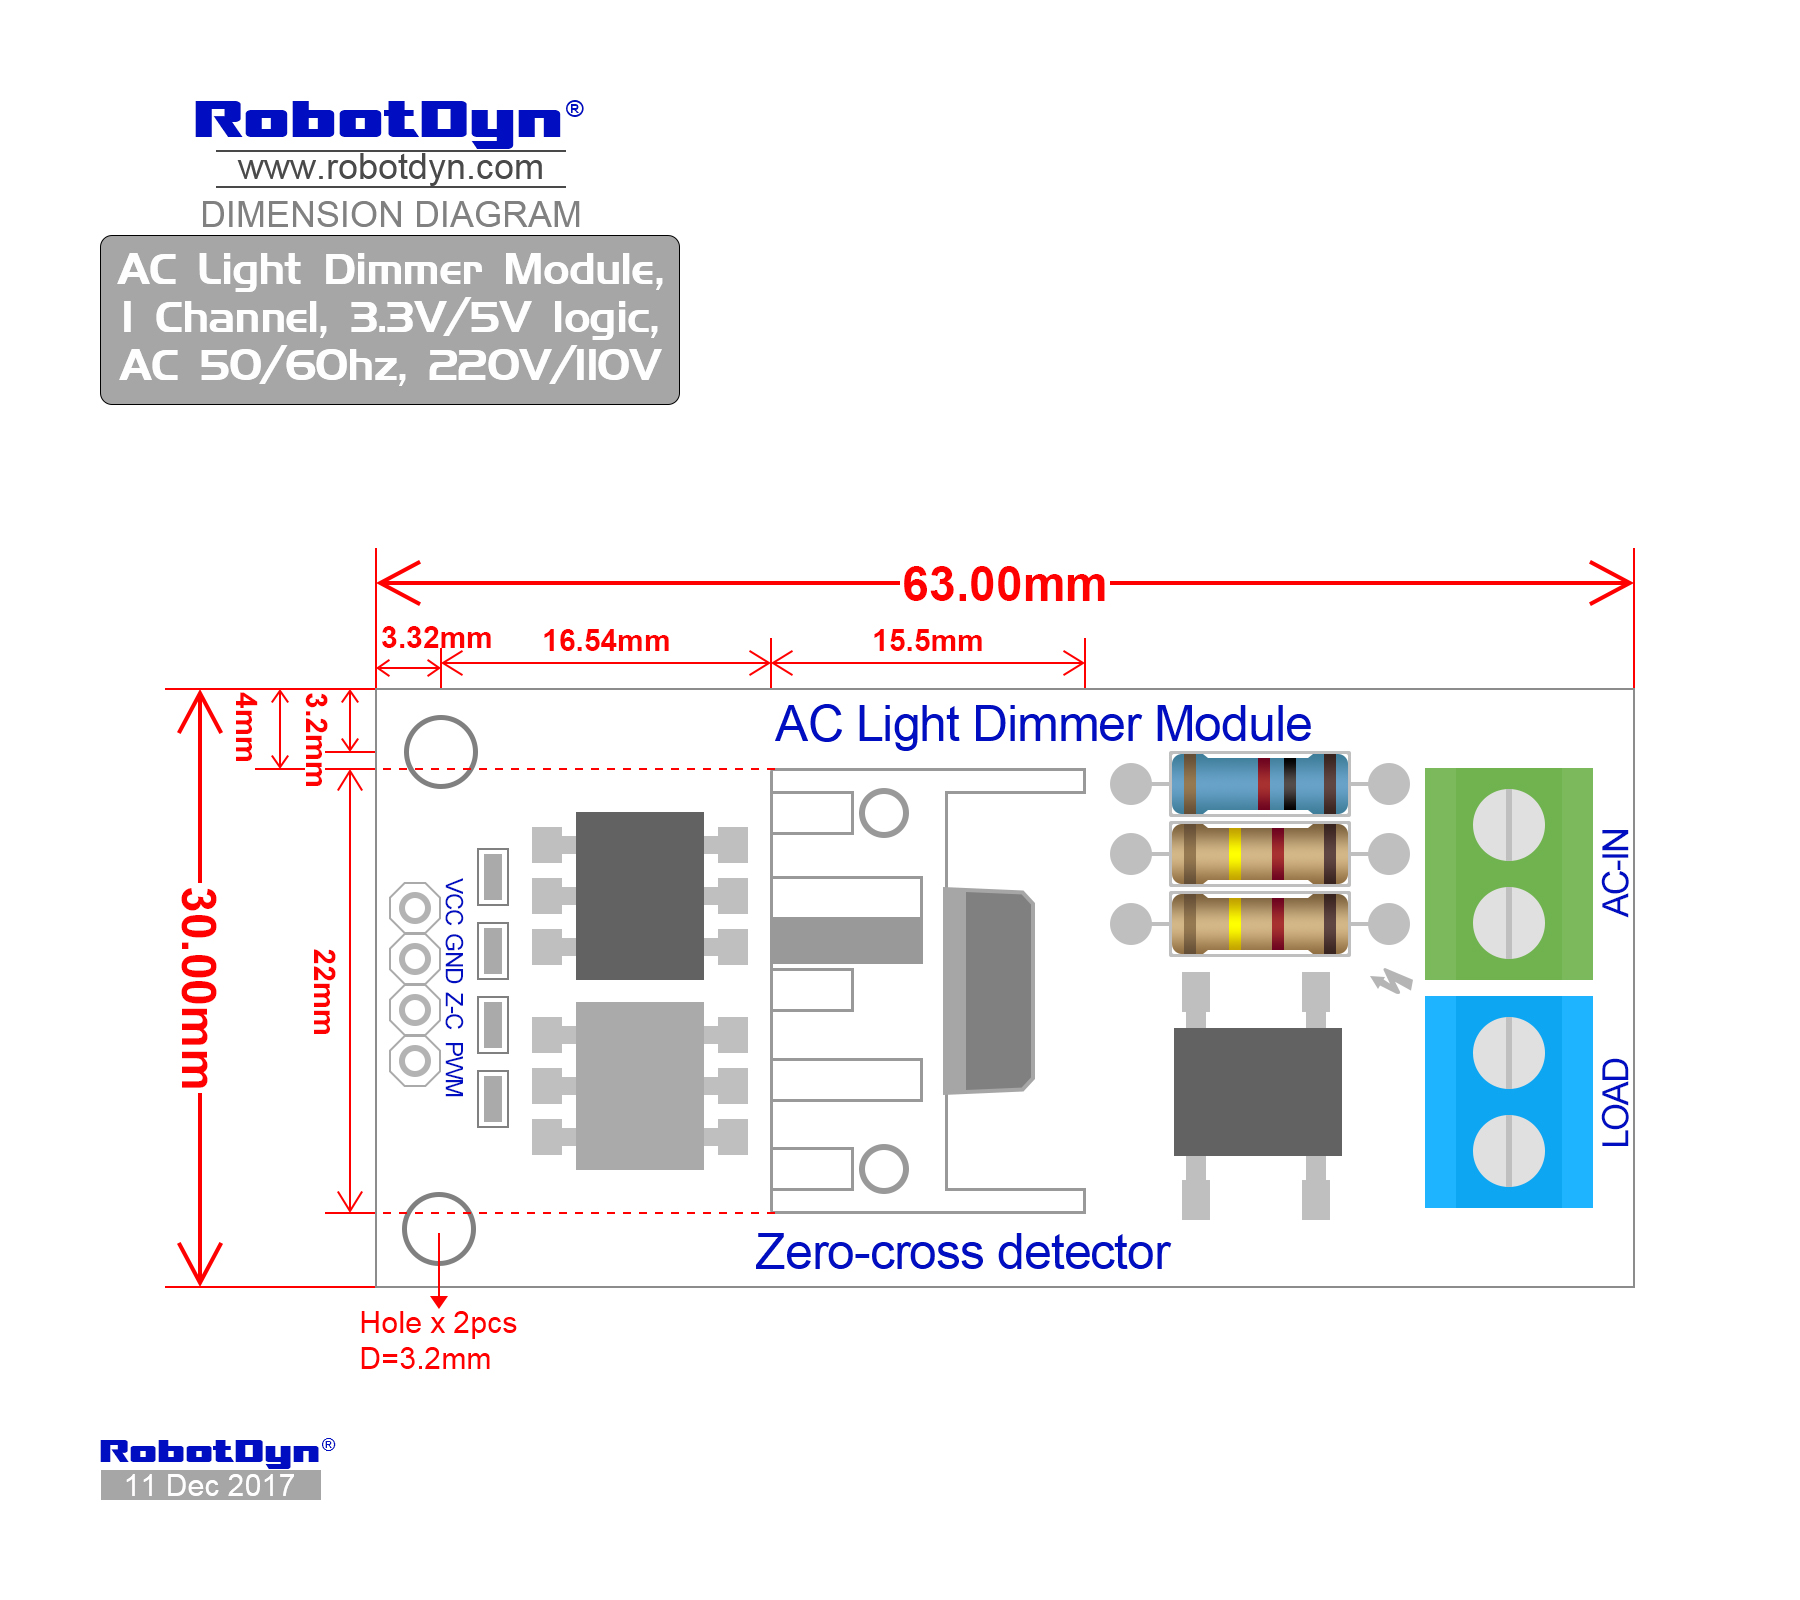 RobotDyn®
www.robotdyn.com
DIMENSION DIAGRAM
AC Light Dimmer Module,
1 Channel, 3.3V/5V logic,
AC 50/60hz, 220V/110V
63.00mm
3.32mm
16.54mm
15.5mm
4mm
3.2mm
30.00mm
22mm
AC Light Dimmer Module
VCC
GND
Z-C
PWM
AC-IN
LOAD
Zero-cross detector
Hole x 2pcs
D=3.2mm
RobotDyn®
11 Dec 2017